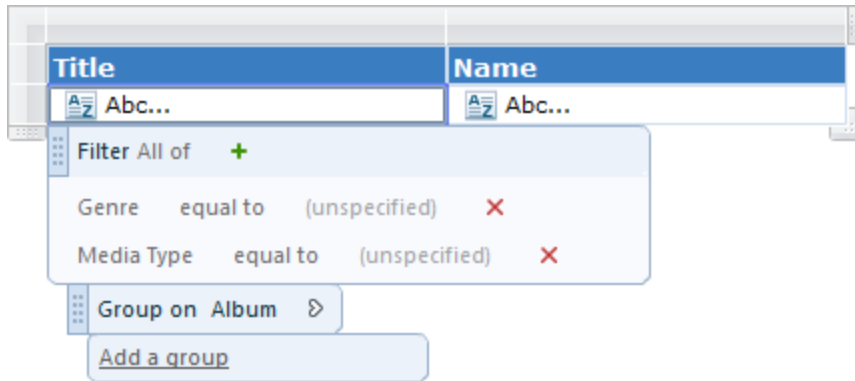 Title Name
Abc... Abc...
Filter All of
Genre equal to (unspecified)
Media Type equal to (unspecified)
Group on Album
Add a group